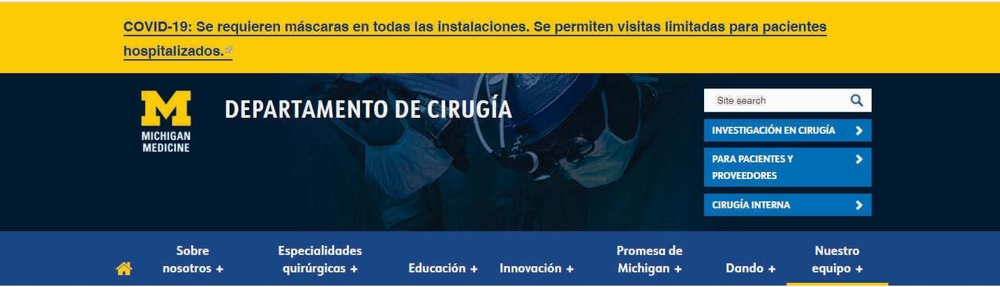 COVID-19: Se requieren máscaras en todas las instalaciones. Se permiten visitas limitadas para pacientes
hospitalizados.
M
MICHIGAN
MEDICINE
DEPARTAMENTO DE CIRUGÍA
Site search
INVESTIGACIÓN EN CIRUGÍA
PARA PACIENTES Y
PROVEEDORES
CIRUGÍA INTERNA
Sobre
nosotros +
Especialidades
quirúrgicas +
Educación +
Innovación +
Promesa de
Michigan +
Dando +
Nuestro
equipo +